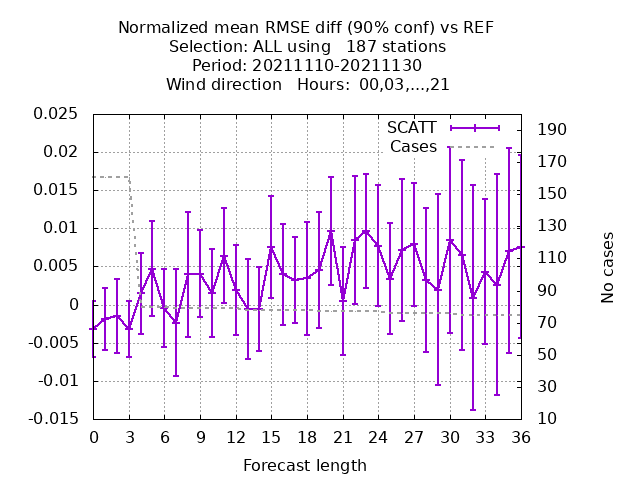 Normalized mean RMSE diff (90% conf) vs REF
Selection: ALL using   187 stations
Period: 20211110-20211130
Wind direction   Hours:  00,03,...,21
SCATT
Cases
0.025
0.02
0.015
0.01
0.005
0
-0.005
-0.01
-0.015
190
170
150
130
110
90
70
50
30
10
No cases
0 3 6 9 12 15 18 21 24 27 30 33 36
Forecast length